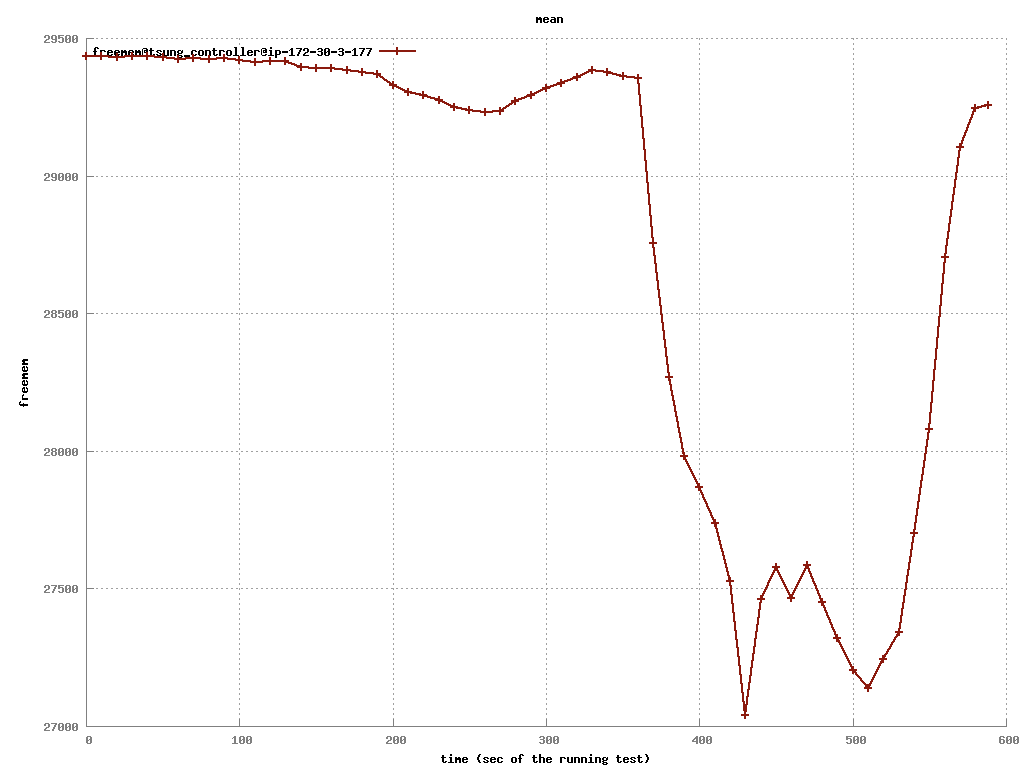 mean
freemem@tsung_controller@ip-172-30-3-177
29500
29000
28500
28000
27500
27000
freemem
0 100 200 300 400 500 600
time (sec of the running test)